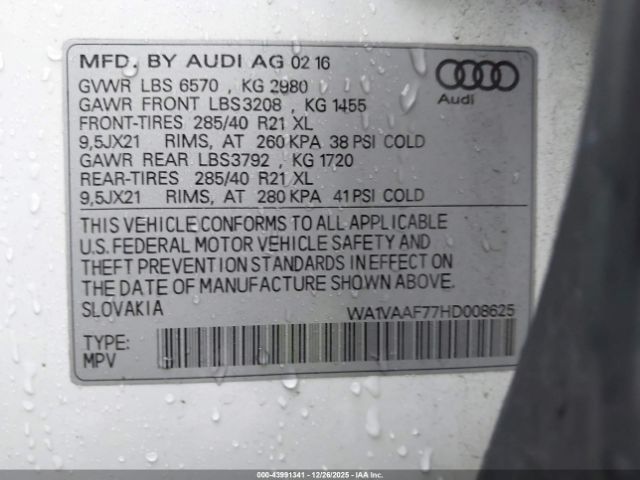 MFD. BY AUDI AG 02 16
GVWR LBS 6570 , KG 2980
GAWR FRONT LBS3208 , KG 1455
FRONT-TIRES 285/40 R21 XL
9,5JX21 RIMS, AT 260 KPA 38 PSI COLD
GAWR REAR LBS3792 , KG 1720
REAR-TIRES 285/40 R21 XL
9,5JX21 RIMS, AT 280 KPA 41 PSI COLD
Audi
THIS VEHICLE CONFORMS TO ALL APPLICABLE
U.S. FEDERAL MOTOR VEHICLE SAFETY AND
THEFT PREVENTION STANDARDS IN EFFECT ON
THE DATE OF MANUFACTURE SHOWN ABOVE.
SLOVAKIA WA1VAAF77HD008625
TYPE:
MPV
000-43991341 - 12/26/2025 - IAAI.com